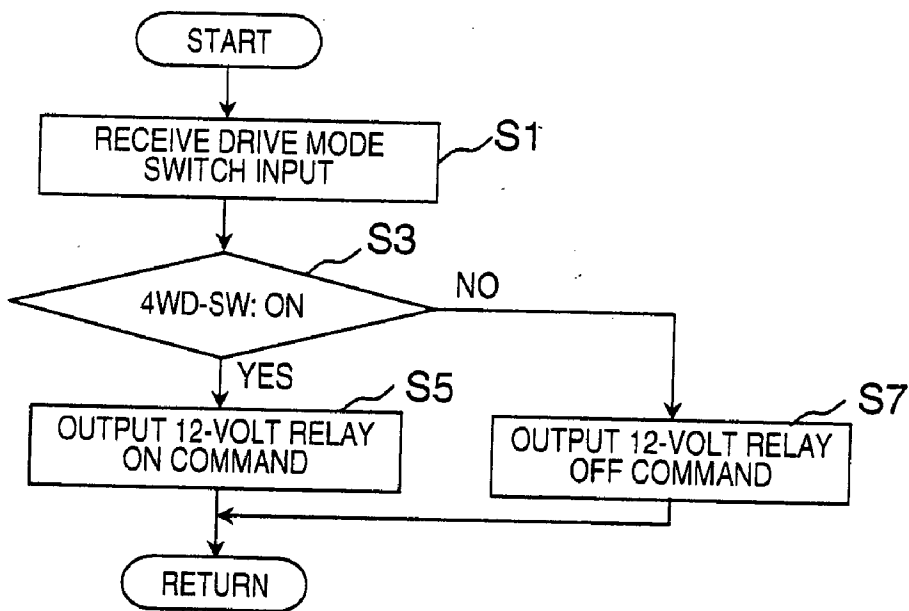 START
RECEIVE DRIVE MODE
SWITCH INPUT
S1
S3
4WD-SW: ON
NO
YES
S5
OUTPUT 12-VOLT RELAY
ON COMMAND
S7
OUTPUT 12-VOLT RELAY
OFF COMMAND
RETURN